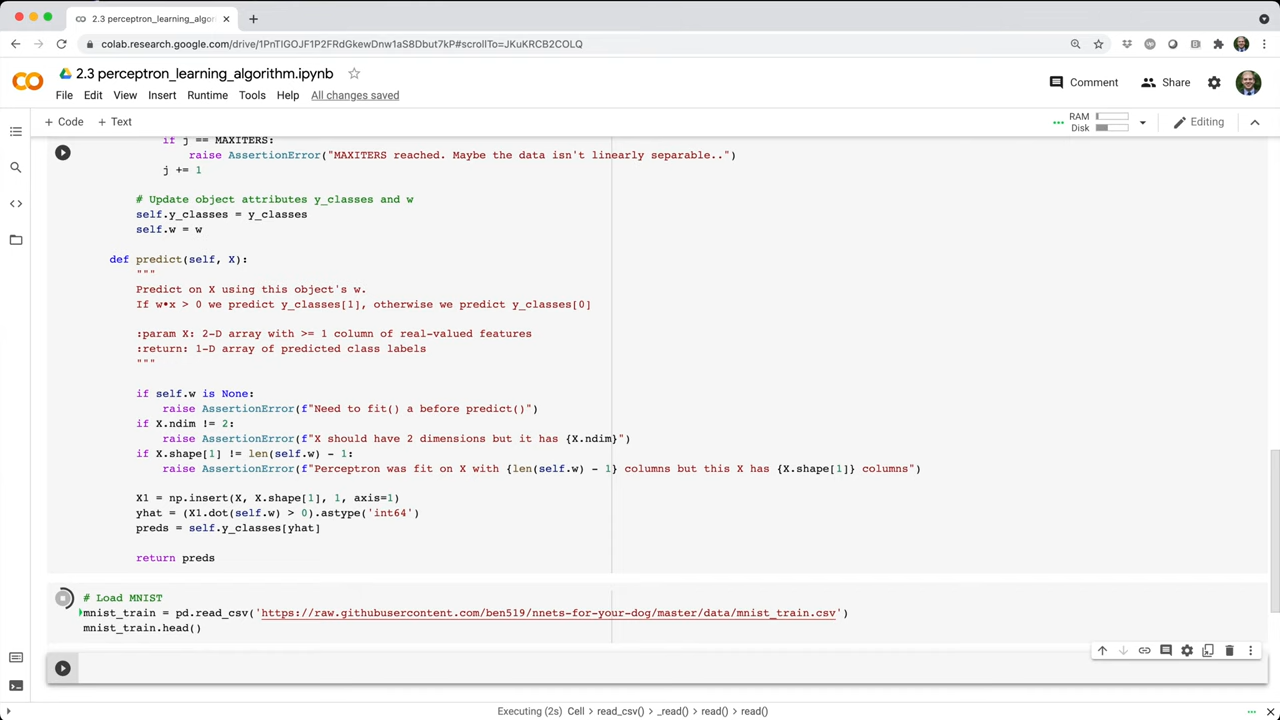 2.3 perceptron_learning_algor
colab.research.google.com/drive/1PnTIGOJF1P2FRdGkewDnw1aS8Dbut7kP#scrollTo=JKuKRCB2COLQ
2.3 perceptron_learning_algorithm.ipynb
Comment
Share
File Edit View Insert Runtime Tools Help All changes saved
+ Code + Text
RAM
Disk
Editing
if j == MAXITERS:
raise AssertionError("MAXITERS reached. Maybe the data isn't linearly separable..")
j += 1
# Update object attributes y_classes and w
self.y_classes = y_classes
self.w = w
def predict(self, X):
"""
Predict on X using this object's w.
If w•x > 0 we predict y_classes[1], otherwise we predict y_classes[0]
:param X: 2-D array with >= 1 column of real-valued features
:return: 1-D array of predicted class labels
"""
if self.w is None:
raise AssertionError(f"Need to fit() a before predict()")
if X.ndim != 2:
raise AssertionError(f"X should have 2 dimensions but it has {X.ndim}")
if X.shape[1] != len(self.w) - 1:
raise AssertionError(f"Perceptron was fit on X with {len(self.w) - 1} columns but this X has {X.shape[1]} columns")
X1 = np.insert(X, X.shape[1], 1, axis=1)
yhat = (X1.dot(self.w) > 0).astype('int64')
preds = self.y_classes[yhat]
return preds
# Load MNIST
mnist_train = pd.read_csv('https://raw.githubusercontent.com/ben519/nnets-for-your-dog/master/data/mnist_train.csv')
mnist_train.head()
Executing (2s) Cell > read_csv() > _read() > read() > read()